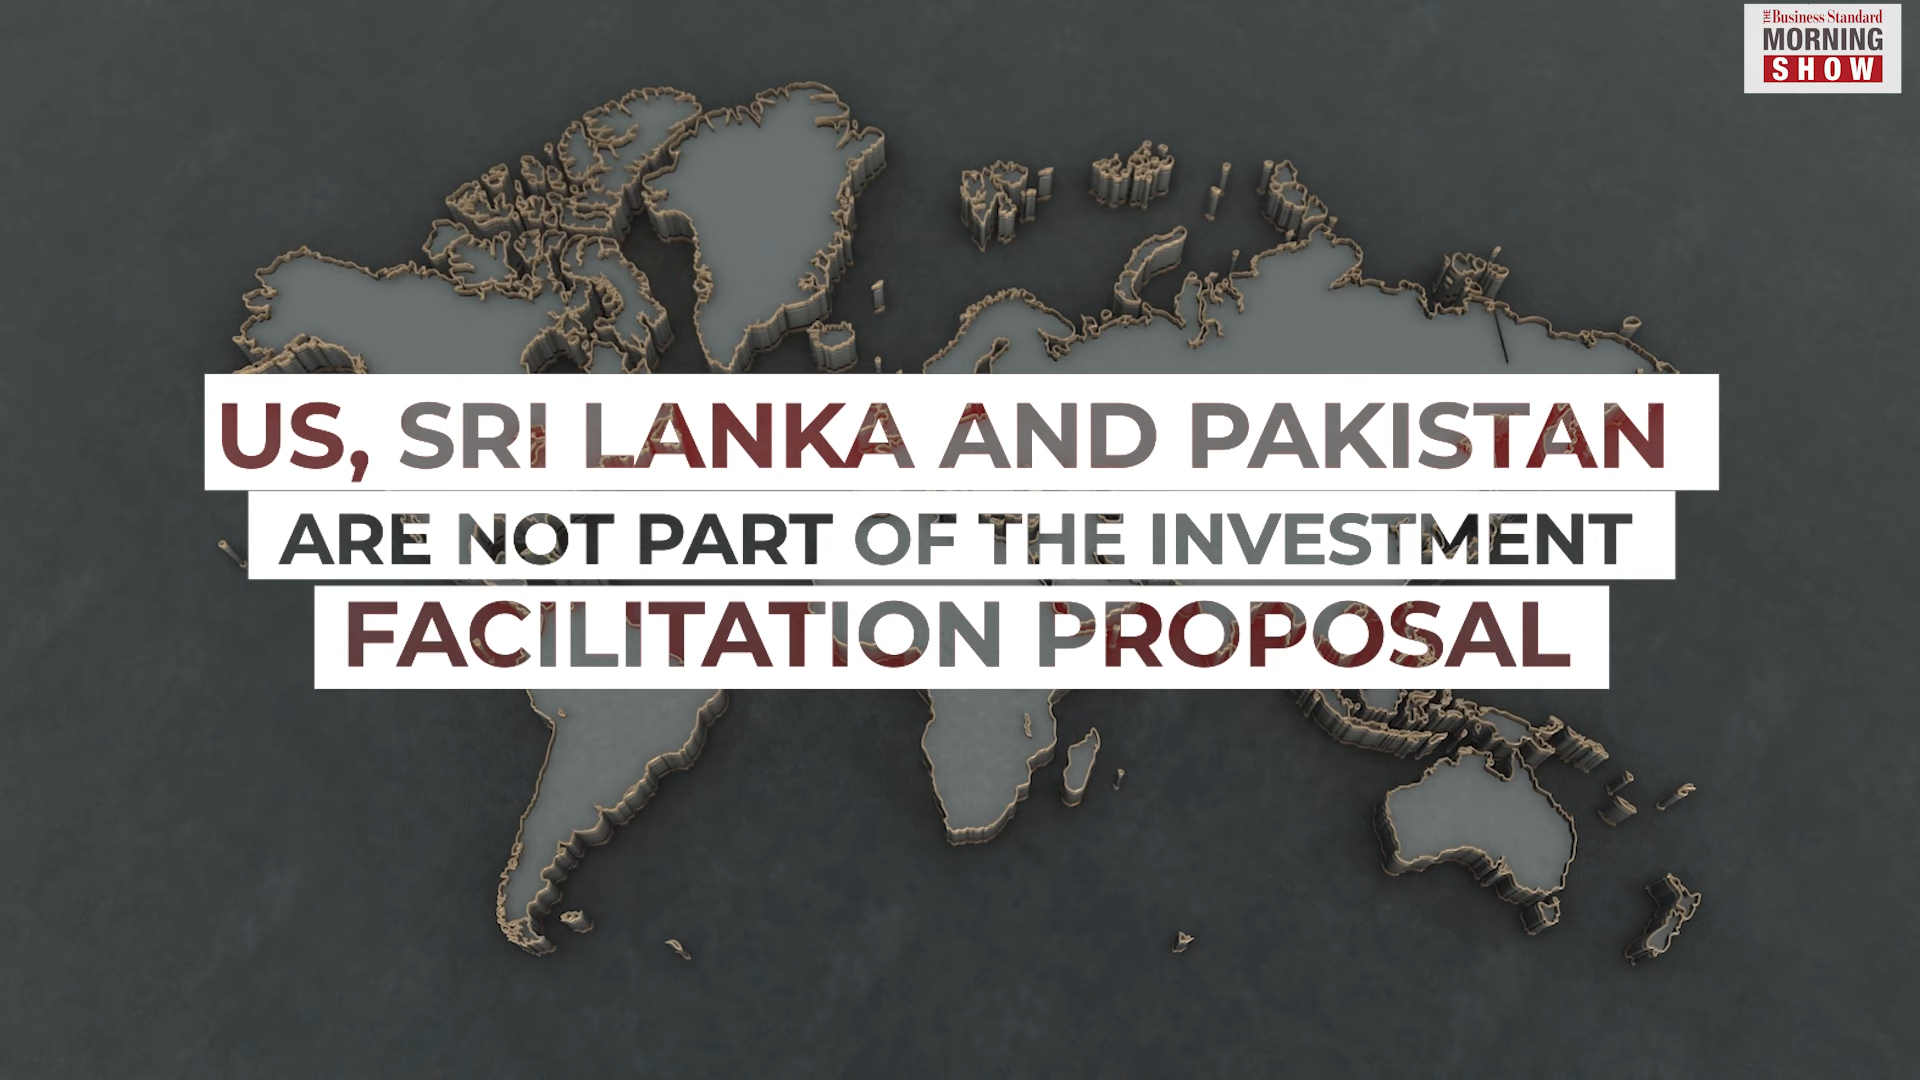 THE Business Standard
MORNING
SHOW
US, SRI LANKA AND PAKISTAN
ARE NOT PART OF THE INVESTMENT
FACILITATION PROPOSAL